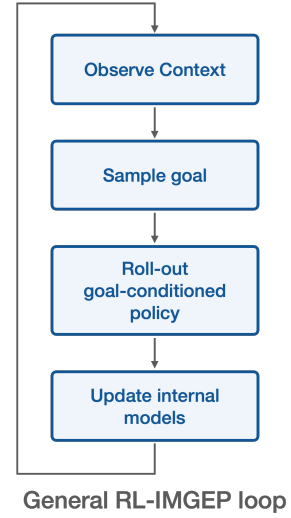 Observe Context
Sample goal
Roll-out
goal-conditioned
policy
Update internal
models
General RL-IMGEP loop